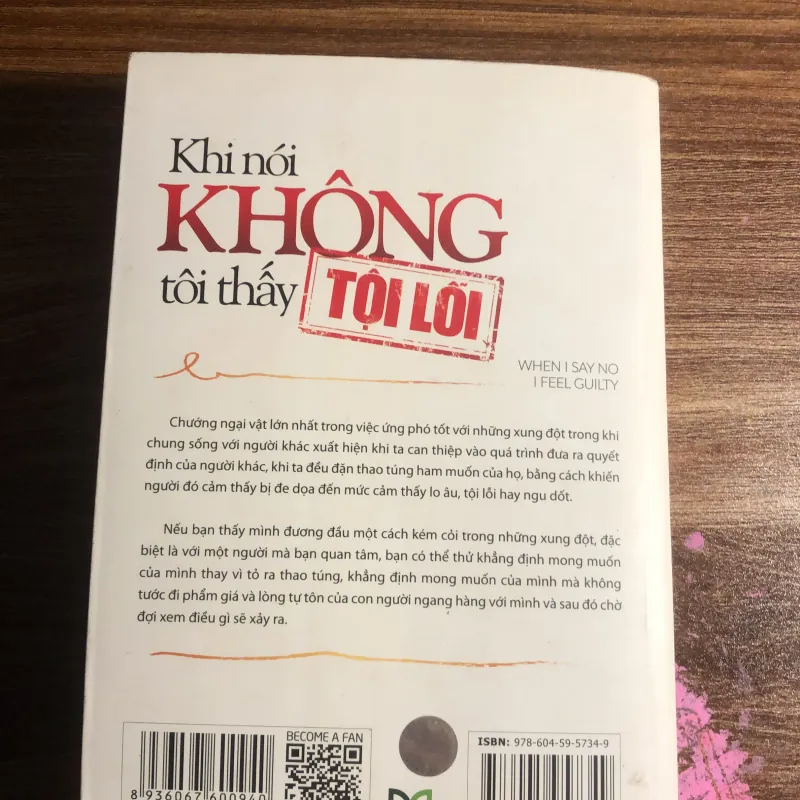 Khi nói
KHÔNG
tôi thấy
TỘI LỖI
WHEN I SAY NO
I FEEL GUILTY
Chướng ngại vật lớn nhất trong việc ứng phó tốt với những xung đột trong khi
chung sống với người khác xuất hiện khi ta can thiệp vào quá trình đưa ra quyết
định của người khác, khi ta đều đặn thao túng ham muốn của họ, bằng cách khiến
người đó cảm thấy bị đe dọa đến mức cảm thấy lo âu, tội lỗi hay ngu dốt.
Nếu bạn thấy mình đương đầu một cách kém cỏi trong những xung đột, đặc
biệt là với một người mà bạn quan tâm, bạn có thể thử khẳng định mong muốn
của mình thay vì tỏ ra thao túng, khẳng định mong muốn của mình mà không
tước đi phẩm giá và lòng tự tôn của con người ngang hàng với mình và sau đó chờ
đợi xem điều gì sẽ xảy ra.
BECOME A FAN
ISBN: 978-604-59-5734-9
8 936067 600940